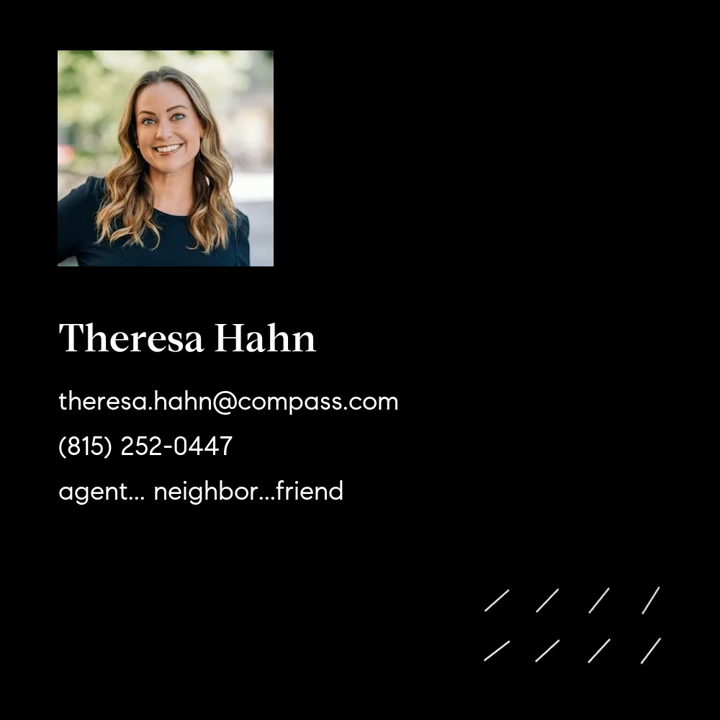 Theresa Hahn
theresa.hahn@compass.com
(815) 252-0447
agent... neighbor...friend